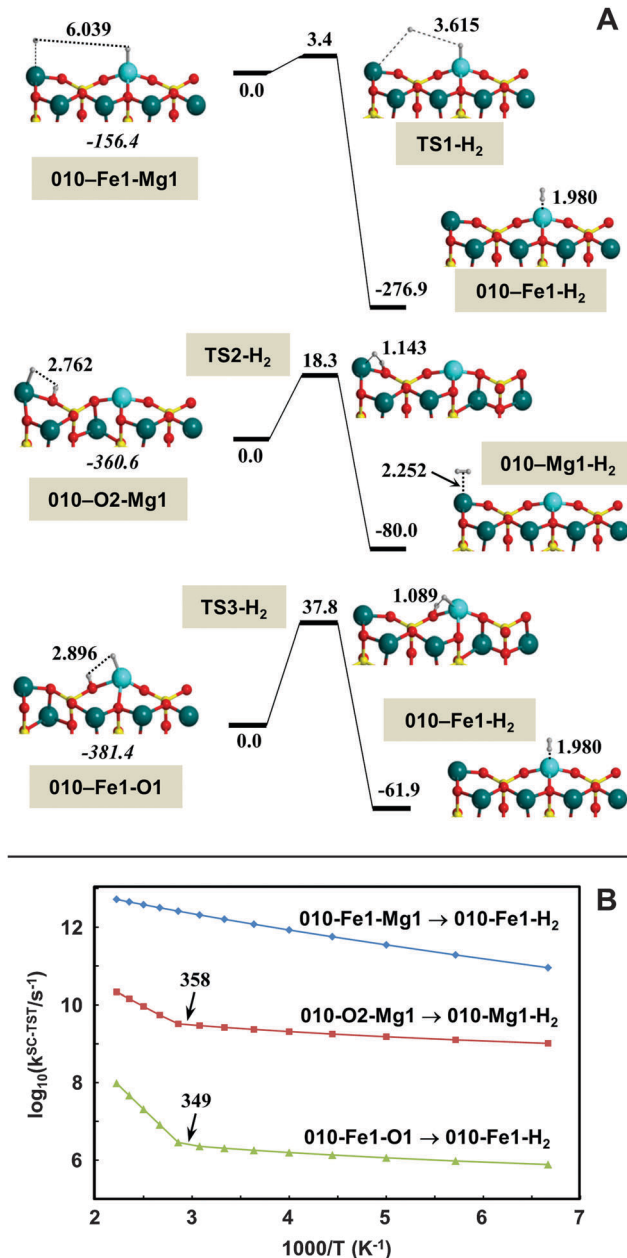 A
6.039
3.4
3.615
0.0
-156.4
TS1-H2
010–Fe1-Mg1
1.980
-276.9
010–Fe1-H2
TS2-H2
18.3
1.143
2.762
0.0
-360.6
010–O2-Mg1
010–Mg1-H2
2.252
-80.0
TS3-H2
37.8
1.089
2.896
0.0
-381.4
010–Fe1-O1
010–Fe1-H2
1.980
-61.9
B
log10(kSC-TST/s-1)
12
10
8
6
010-Fe1-Mg1 → 010-Fe1-H2
358
010-O2-Mg1 → 010-Mg1-H2
349
010-Fe1-O1 → 010-Fe1-H2
2 3 4 5 6 7
1000/T (K-1)